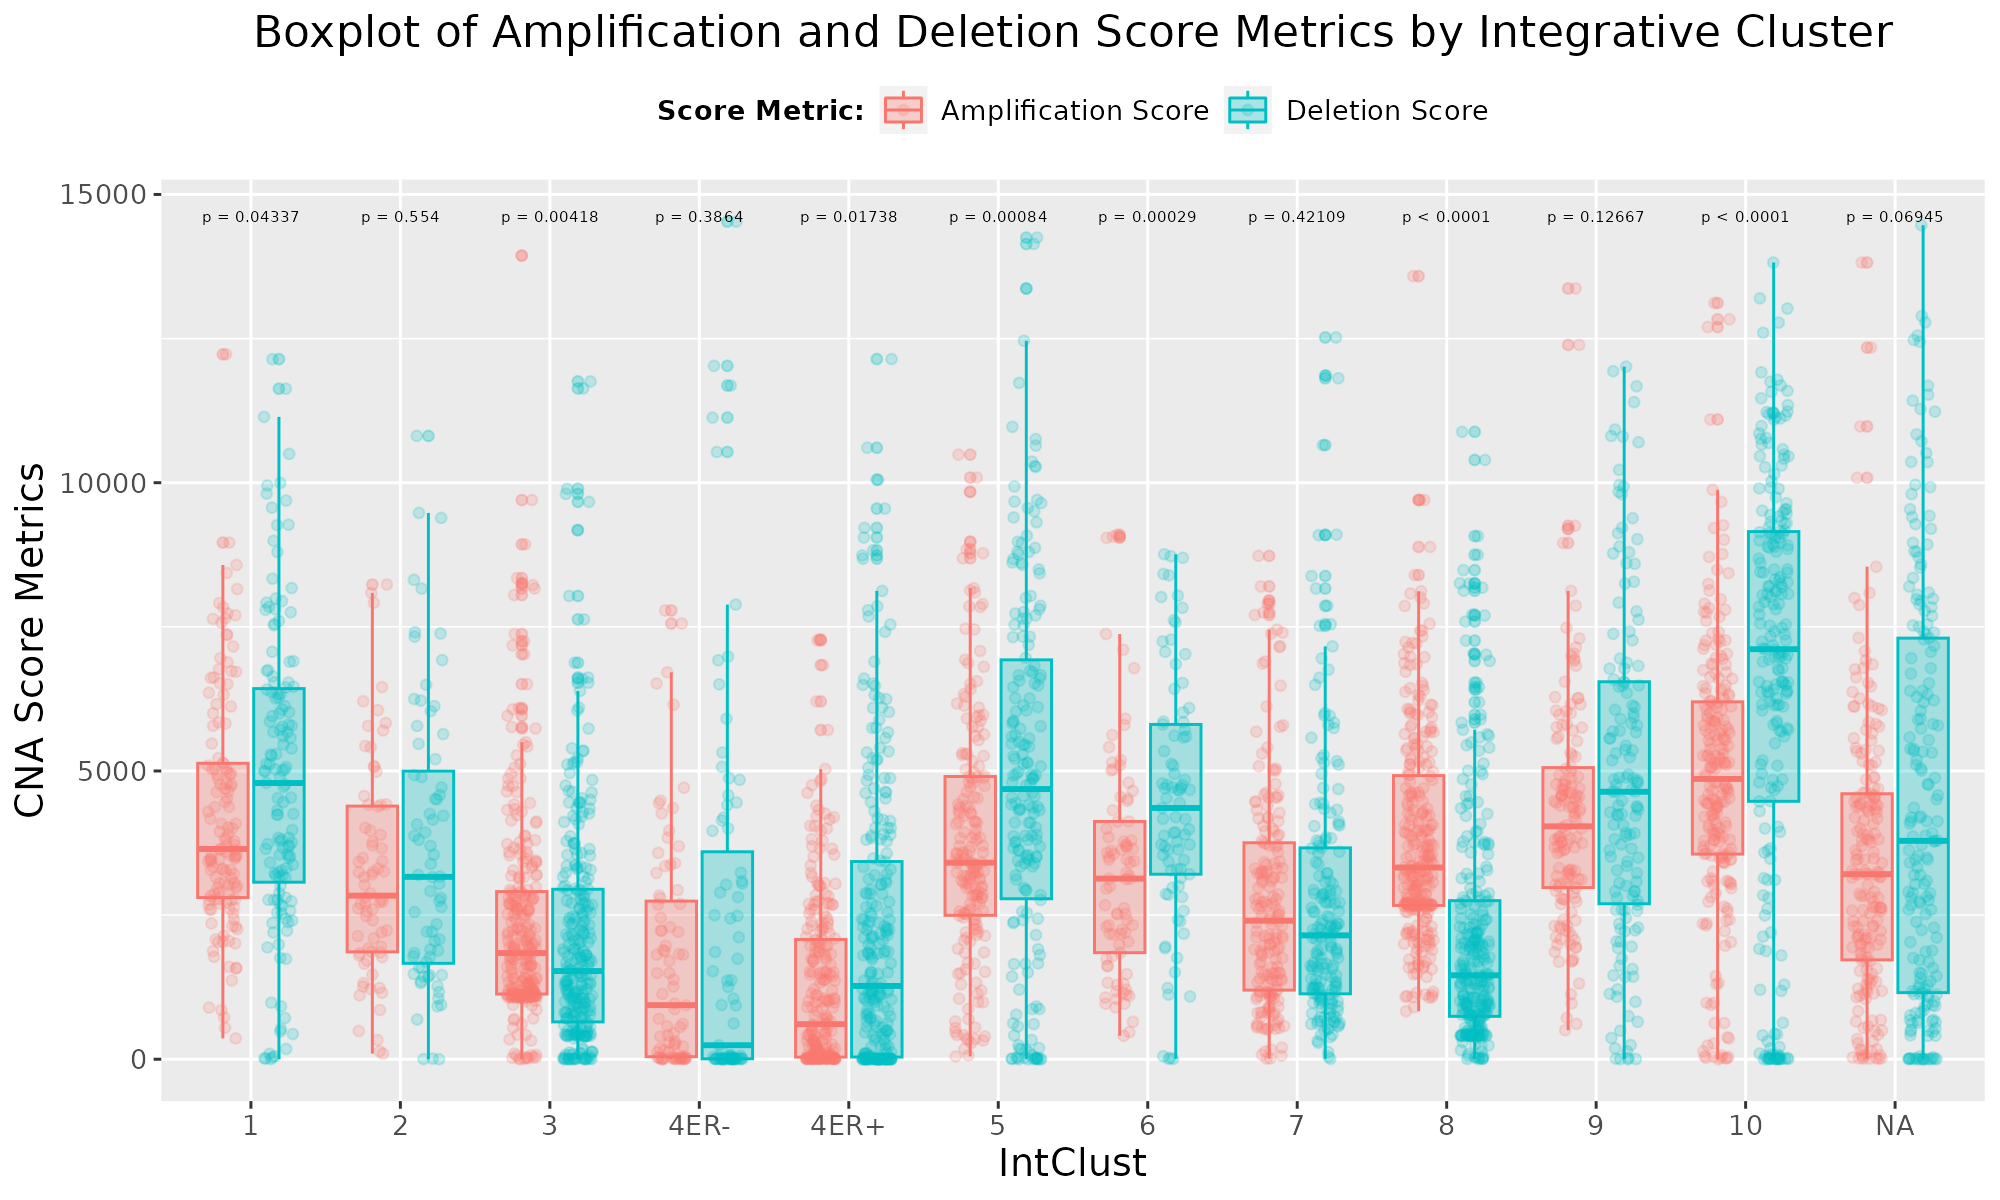 Boxplot of Amplification and Deletion Score Metrics by Integrative Cluster
Score Metric: Amplification Score Deletion Score
15000
p = 0.04337 p = 0.554 p = 0.00418 p = 0.3864 p = 0.01738 p = 0.00084 p = 0.00029 p = 0.42109 p < 0.0001 p = 0.12667 p < 0.0001 p = 0.06945
10000
CNA Score Metrics
5000
0
1 2 3 4ER- 4ER+ 5 6 7 8 9 10 NA
IntClust